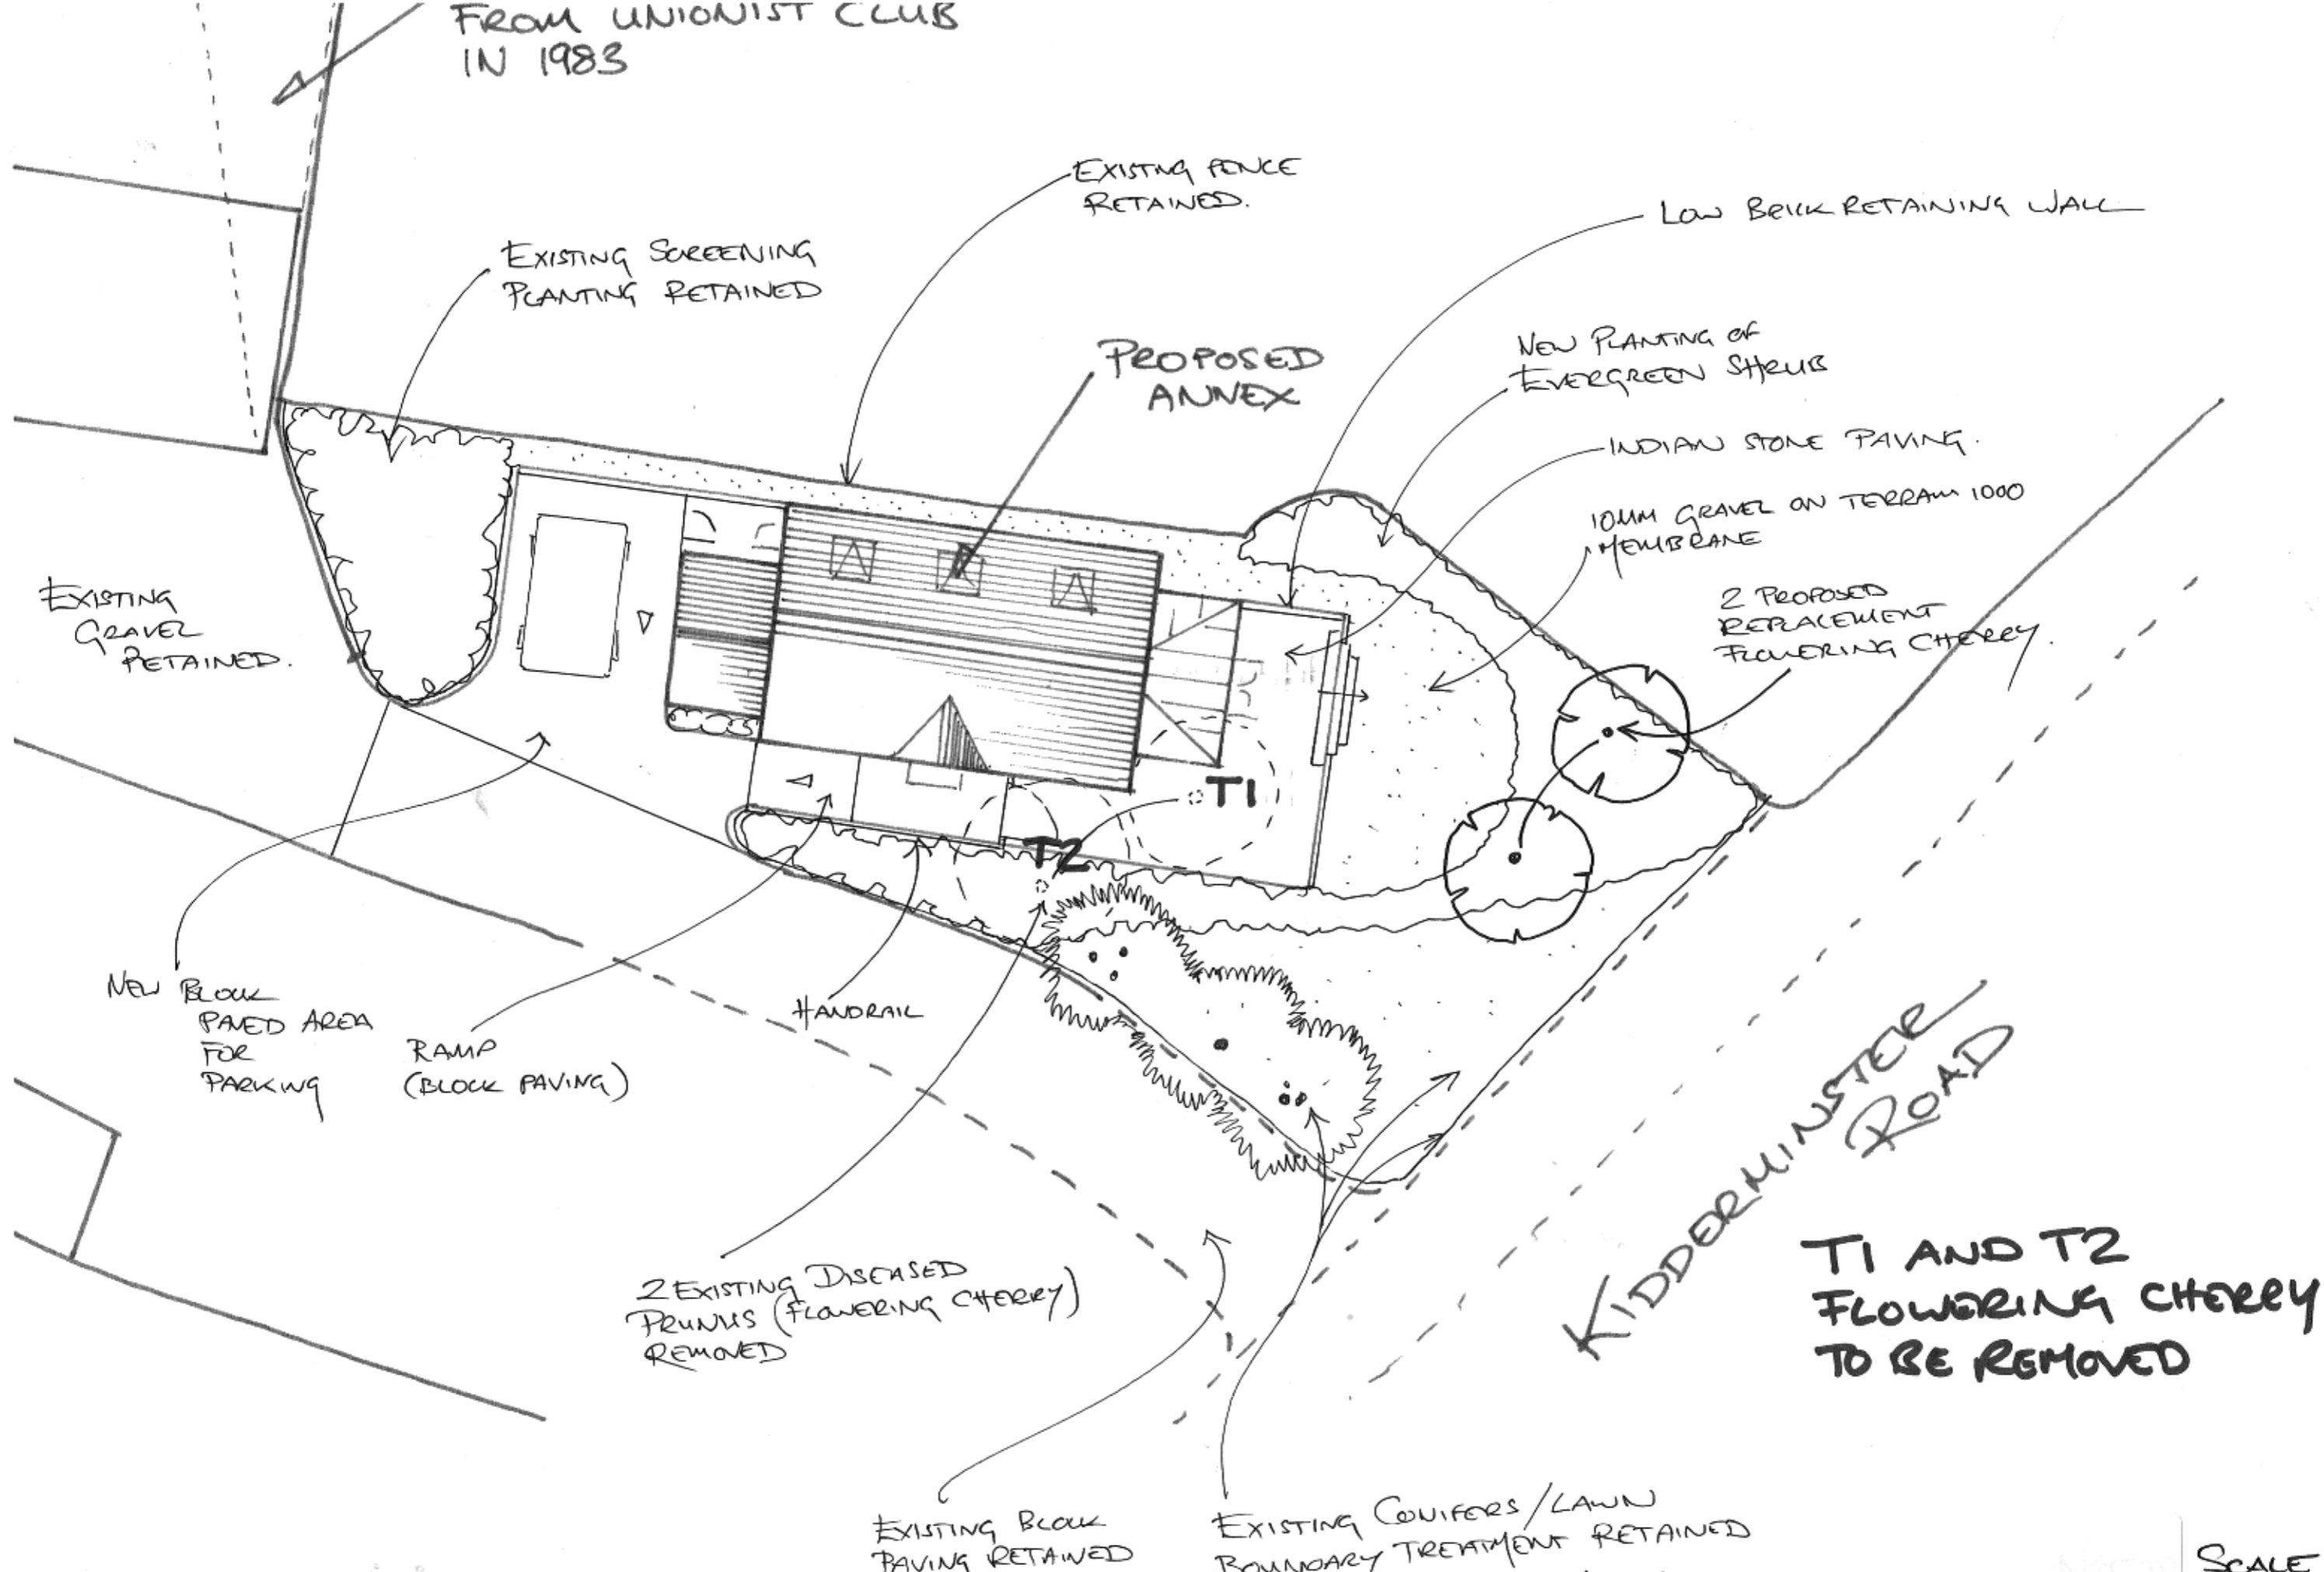 FROM UNIONIST CLUB
IN 1983
EXISTING FENCE
RETAINED.
LOW BRICK RETAINING WALL
EXISTING SCREENING
PLANTING RETAINED
PROPOSED
ANNEX
NEW PLANTING OF
EVERGREEN SHRUB
INDIAN STONE PAVING.
10MM GRAVEL ON TERRAM 1000
MEMBRANE
2 PROPOSED
REPLACEMENT
FLOWERING CHERRY.
EXISTING
GRAVEL
RETAINED.
T1
T2
NEW BLOCK
PAVED AREA
FOR
PARKING
RAMP
(BLOCK PAVING)
HANDRAIL
KIDDERMINSTER
ROAD
2 EXISTING DISEASED
PRUNUS (FLOWERING CHERRY)
REMOVED
T1 AND T2
FLOWERING CHERRY
TO BE REMOVED
EXISTING BLOCK
PAVING RETAINED
EXISTING CONIFERS/LAWN
BOUNDARY TREATMENT RETAINED
SCALE